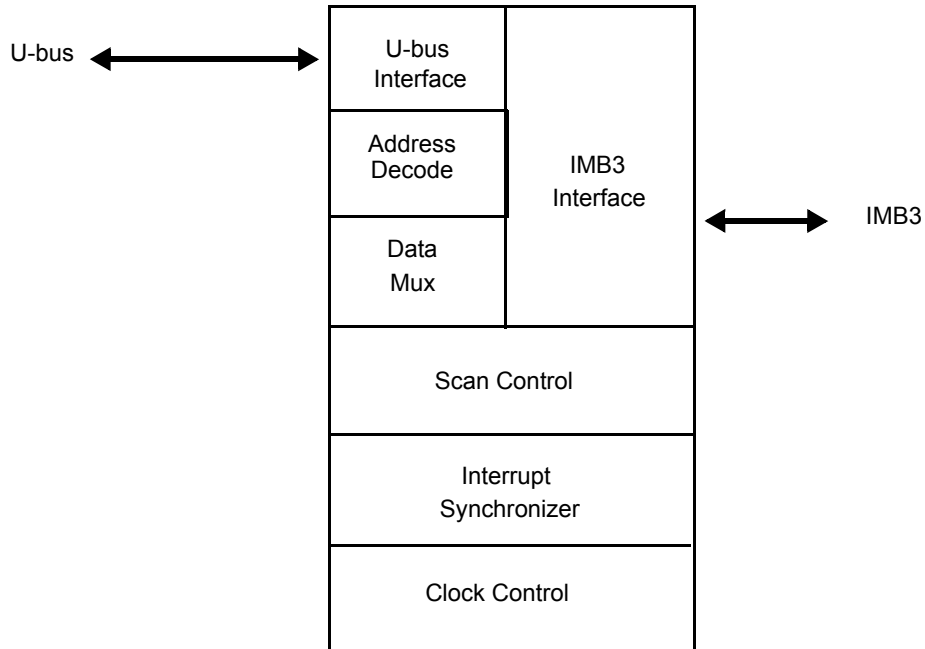 U-bus
U-bus
Interface
Address
Decode
IMB3
Interface
IMB3
Data
Mux
Scan Control
Interrupt
Synchronizer
Clock Control